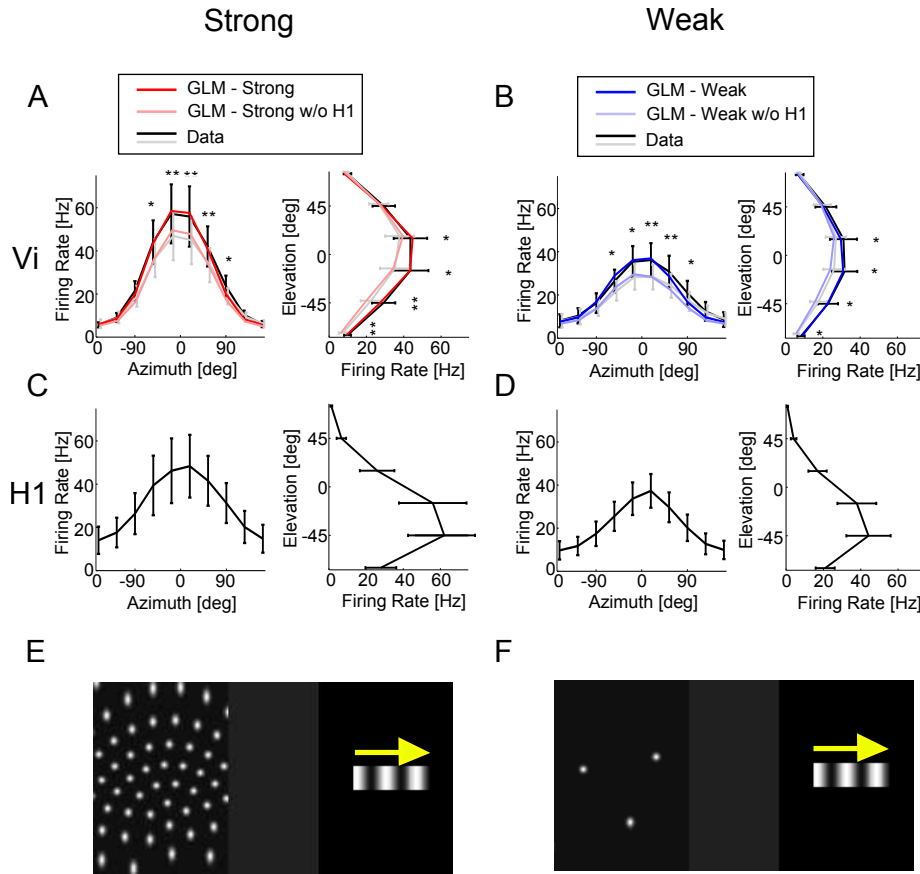 Strong
Weak
A
GLM - Strong
GLM - Strong w/o H1
Data
B
GLM - Weak
GLM - Weak w/o H1
Data
Vi
Firing Rate [Hz]
60
40
20
0
* ** ** ** *
0 -90 0 90
Azimuth [deg]
Elevation [deg]
45
0
-45
* * ** **
0 20 40 60
Firing Rate [Hz]
Firing Rate [Hz]
60
40
20
0
* * ** ** *
0 -90 0 90
Azimuth [deg]
Elevation [deg]
45
0
-45
* * * *
0 20 40 60
Firing Rate [Hz]
C
D
H1
Firing Rate [Hz]
60
40
20
0
0 -90 0 90
Azimuth [deg]
Elevation [deg]
45
0
-45
0 20 40 60
Firing Rate [Hz]
Firing Rate [Hz]
60
40
20
0
0 -90 0 90
Azimuth [deg]
Elevation [deg]
45
0
-45
0 20 40 60
Firing Rate [Hz]
E
F